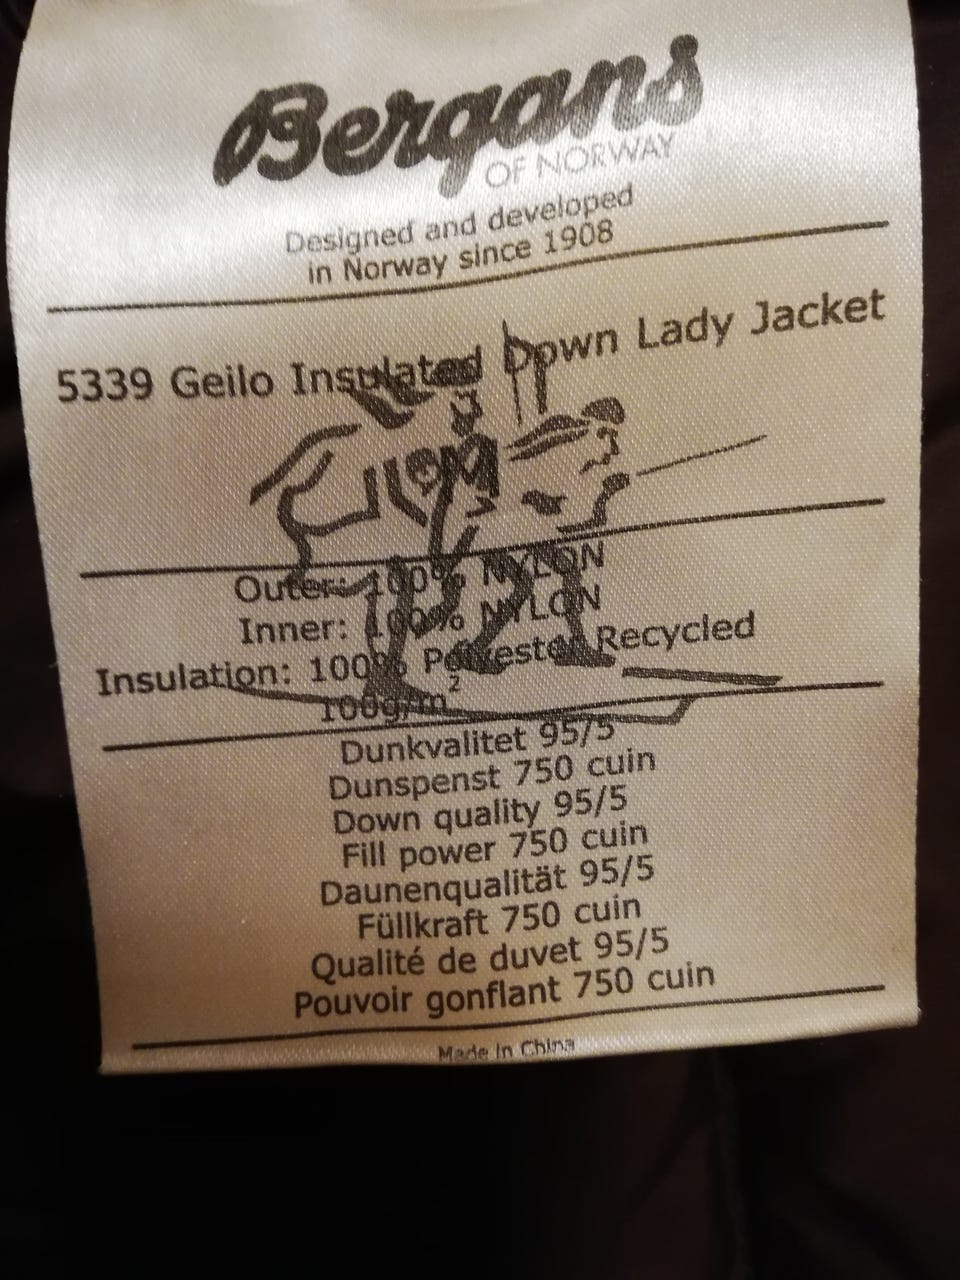 Bergans
OF NORWAY
Designed and developed
in Norway since 1908
5339 Geilo Insulated Down Lady Jacket
Outer: 100% NYLON
Inner: 100% NYLON
Insulation: 100% Polyester Recycled
100g/m²
Dunkvalitet 95/5
Dunspenst 750 cuin
Down quality 95/5
Fill power 750 cuin
Daunenqualität 95/5
Füllkraft 750 cuin
Qualité de duvet 95/5
Pouvoir gonflant 750 cuin
Made in China